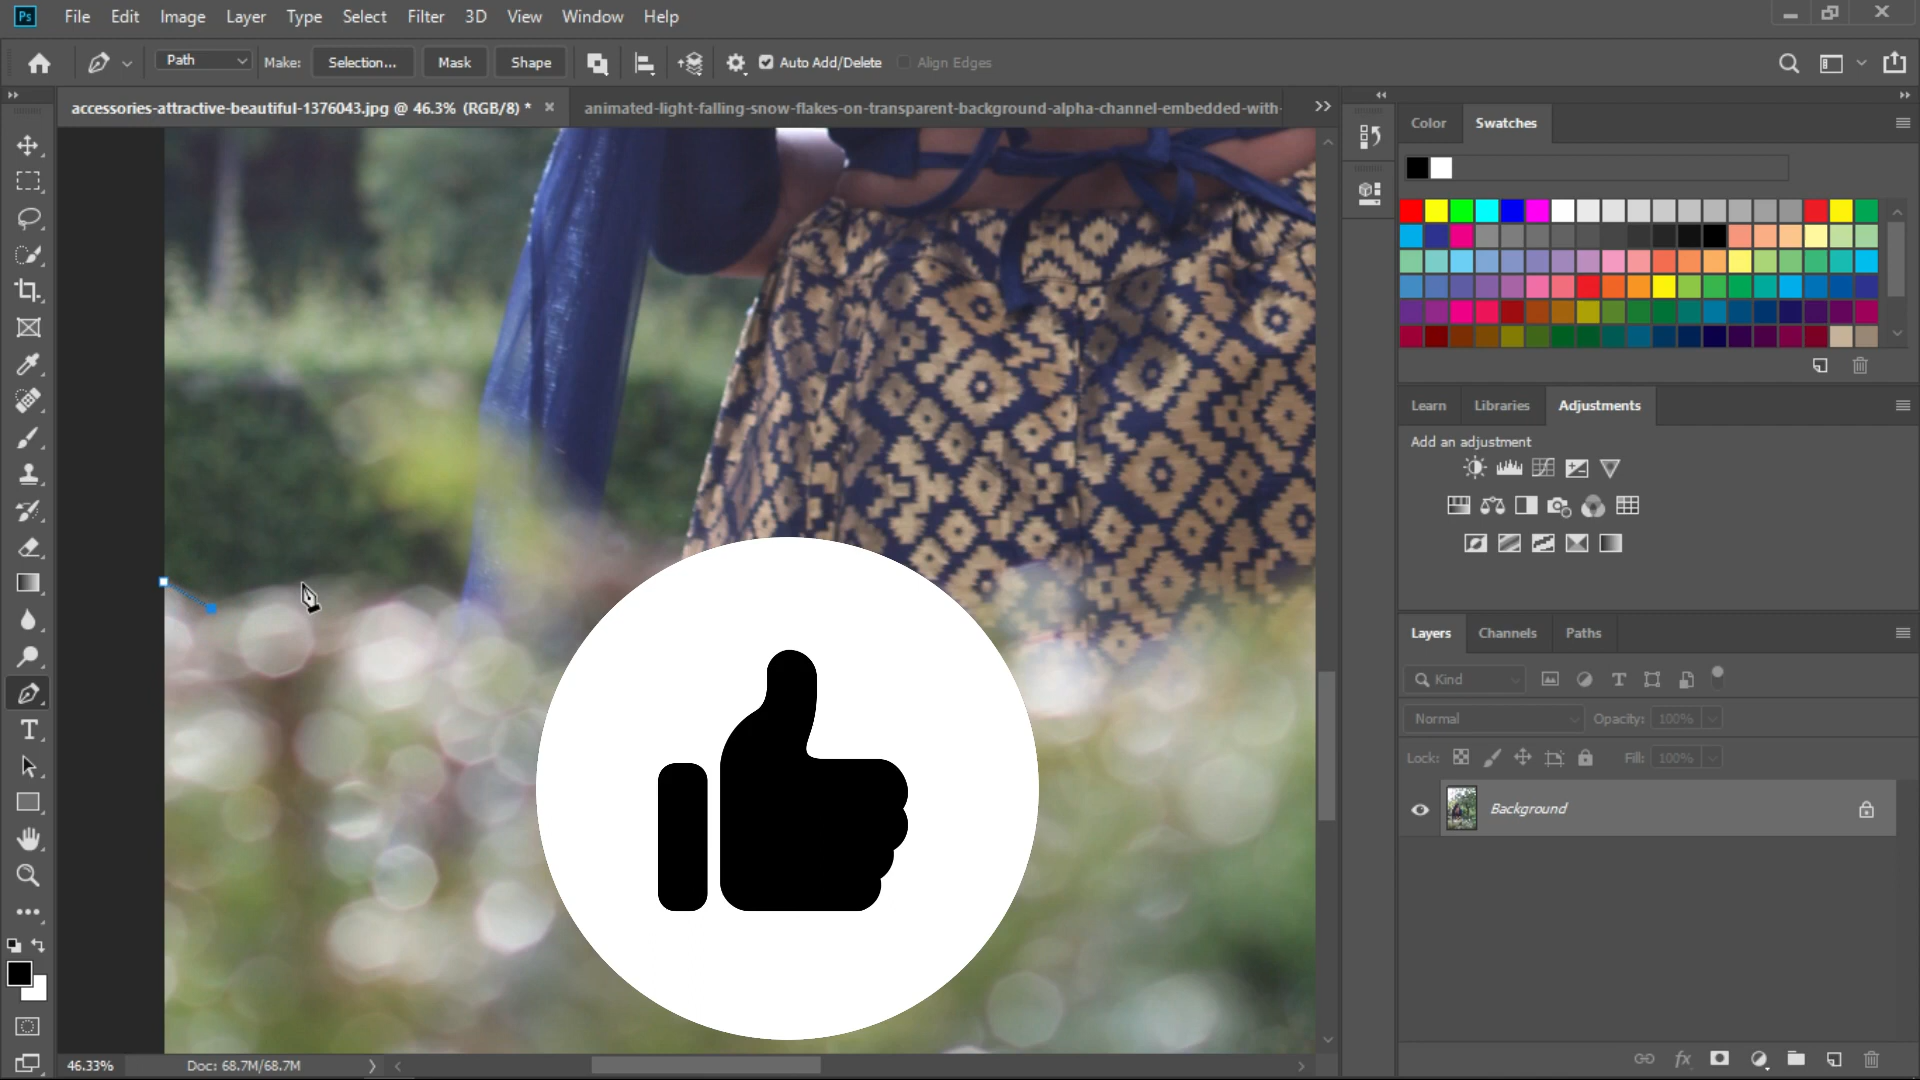 Ps File Edit Image Layer Type Select Filter 3D View Window Help
Path Make: Selection... Mask Shape Auto Add/Delete Align Edges
accessories-attractive-beautiful-1376043.jpg @ 46.3% (RGB/8) * × animated-light-falling-snow-flakes-on-transparent-background-alpha-channel-embedded-with-
Color Swatches
Learn Libraries Adjustments
Add an adjustment
Layers Channels Paths
Kind
Normal Opacity: 100%
Lock: Fill: 100%
Background
fx
46.33% Doc: 68.7M/68.7M